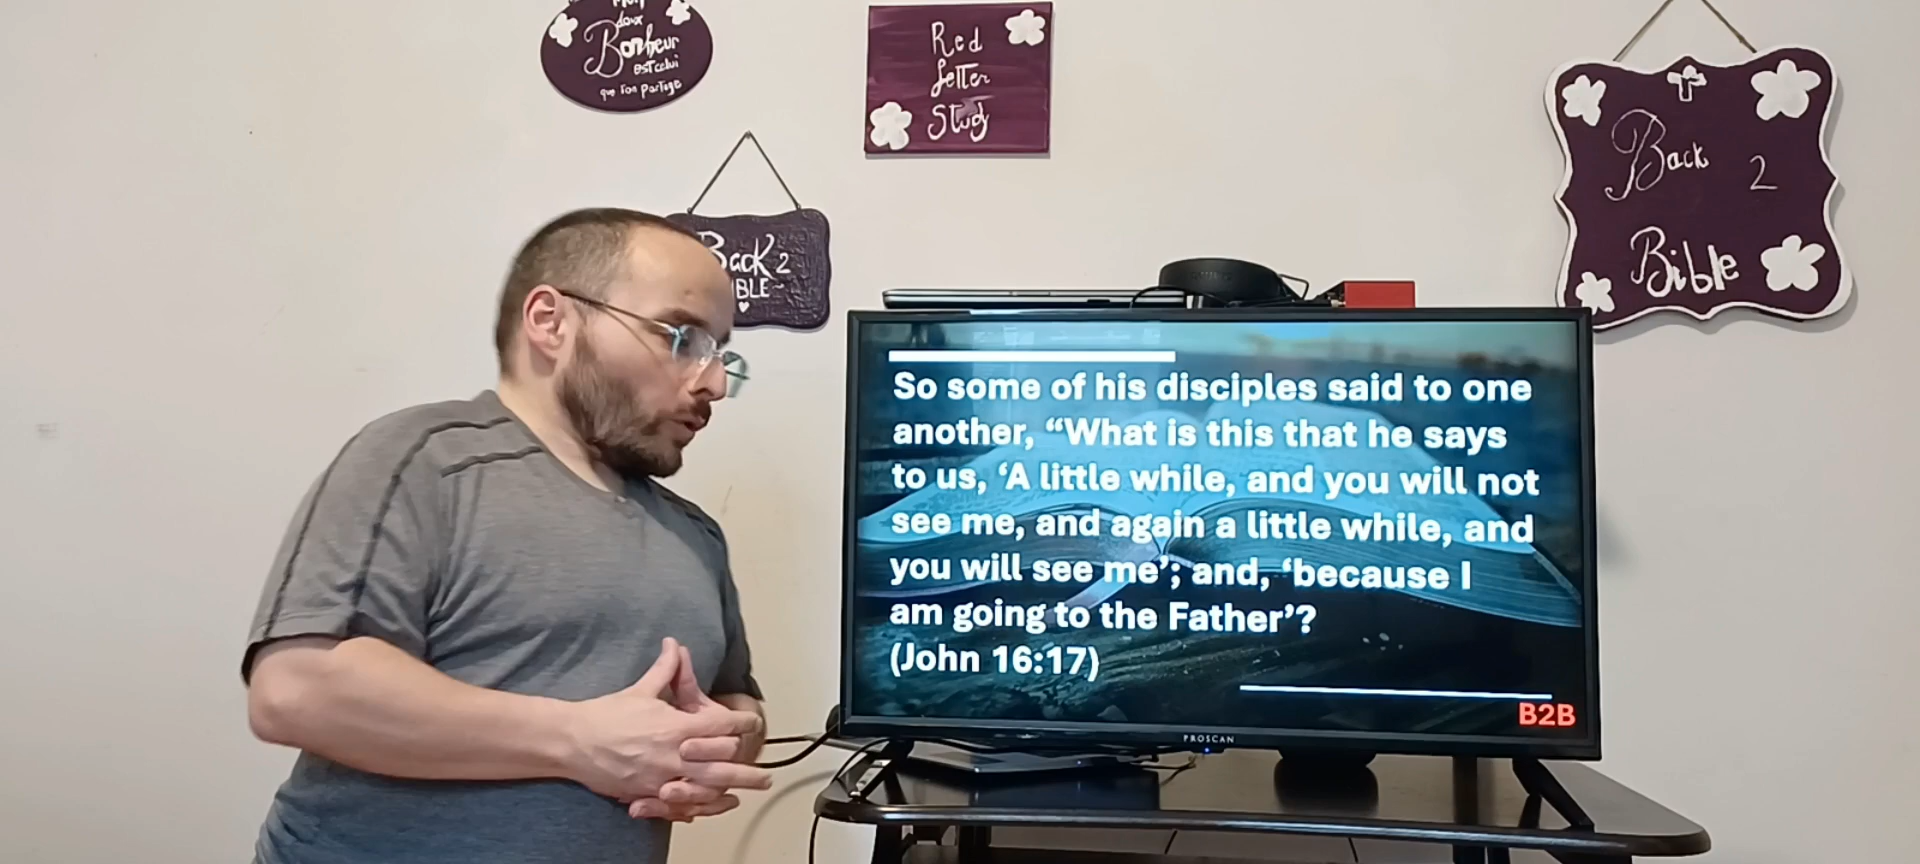 Mon
doux
Bonheur
est celui
que l'on partage
Red
Letter
Study
Back 2
IBLE
Back 2
Bible
So some of his disciples said to one
another, “What is this that he says
to us, ‘A little while, and you will not
see me, and again a little while, and
you will see me’; and, ‘because I
am going to the Father’?
(John 16:17)
B2B
PROSCAN